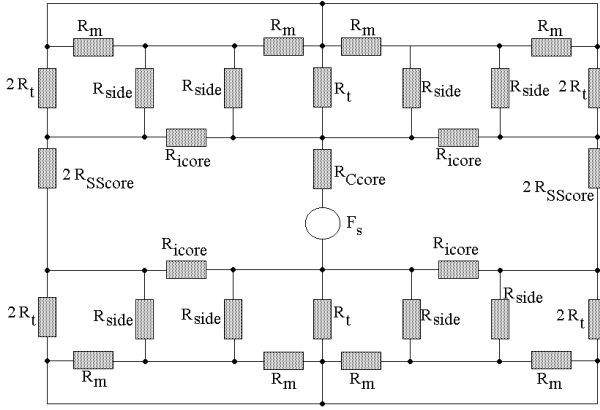 Rm Rm Rm Rm
2 Rt Rside Rside Rt Rside Rside 2 Rt
Ricore Ricore
2 RSScore RCcore 2 RSScore
Fs
Ricore Ricore
Rside
2 Rt Rside Rside Rt Rside 2 Rt
Rm Rm Rm Rm